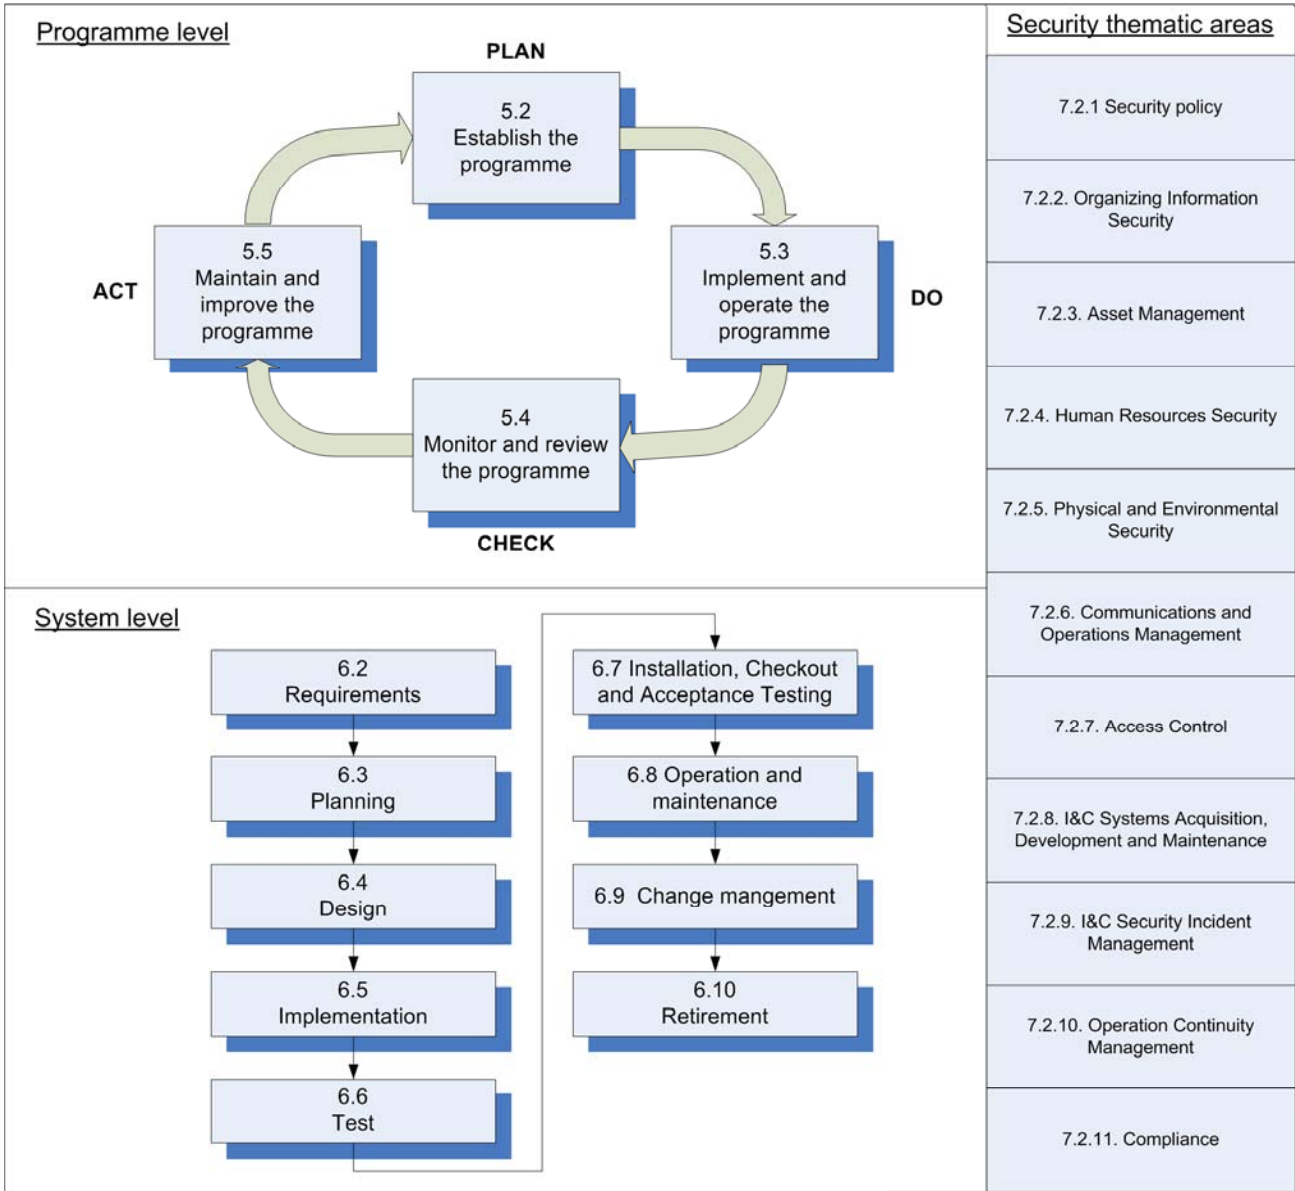 Programme level
PLAN
5.2
Establish the
programme
5.5
Maintain and
improve the
programme
ACT
5.3
Implement and
operate the
programme
DO
5.4
Monitor and review
the programme
CHECK
System level
6.2
Requirements
6.3
Planning
6.4
Design
6.5
Implementation
6.6
Test
6.7 Installation, Checkout
and Acceptance Testing
6.8 Operation and
maintenance
6.9 Change mangement
6.10
Retirement
Security thematic areas
7.2.1 Security policy
7.2.2. Organizing Information
Security
7.2.3. Asset Management
7.2.4. Human Resources Security
7.2.5. Physical and Environmental
Security
7.2.6. Communications and
Operations Management
7.2.7. Access Control
7.2.8. I&C Systems Acquisition,
Development and Maintenance
7.2.9. I&C Security Incident
Management
7.2.10. Operation Continuity
Management
7.2.11. Compliance